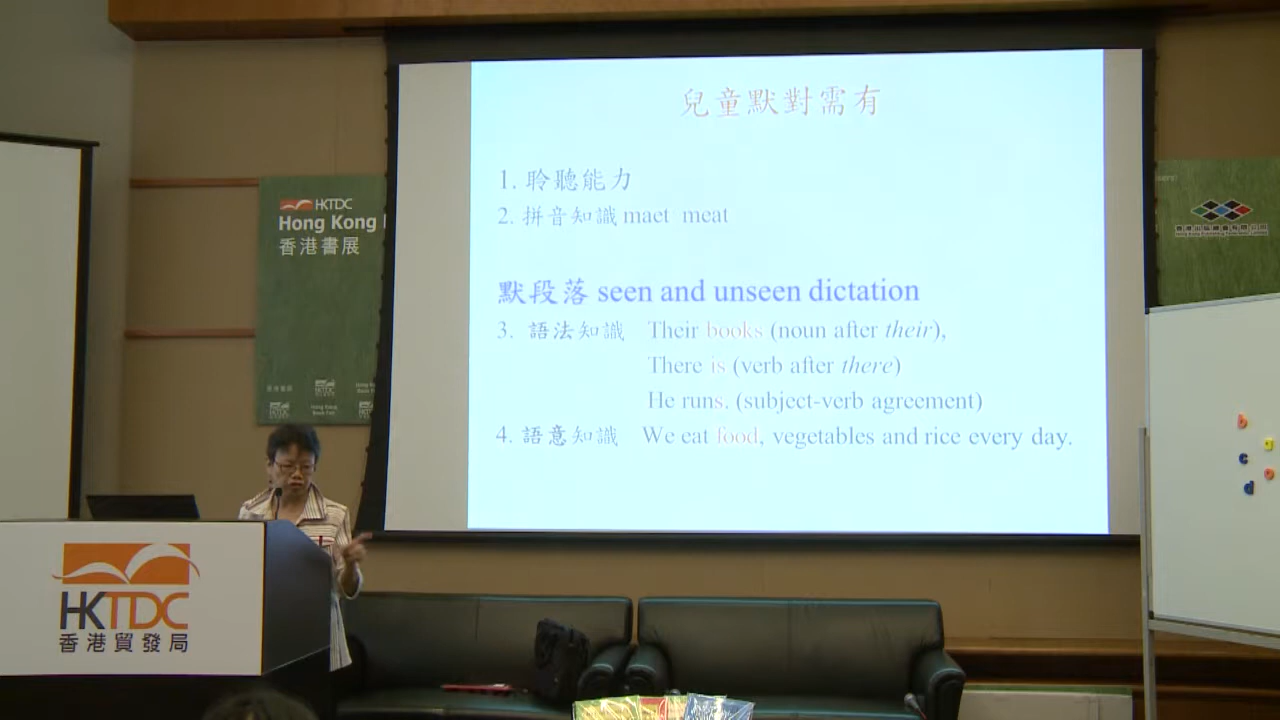 兒童默對需有
1. 聆聽能力
2. 拼音知識 maet meat
默段落 seen and unseen dictation
3. 語法知識 Their books (noun after their),
There is (verb after there)
He runs. (subject-verb agreement)
4. 語意知識 We eat food, vegetables and rice every day.
HKTDC
Hong Kong
香港書展
HKTDC
香港貿發局
b
g
c
e
d